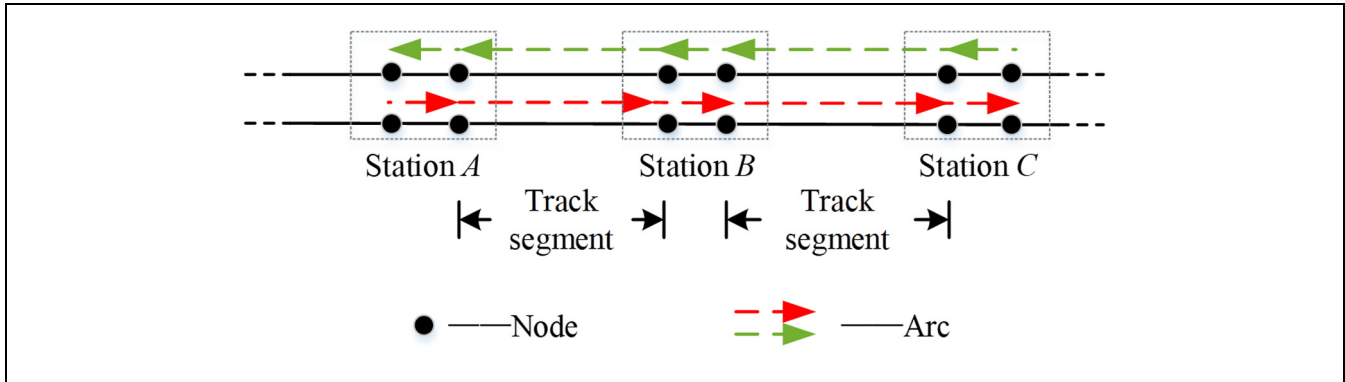 Station A
Station B
Station C
Track
segment
Track
segment
Node
Arc